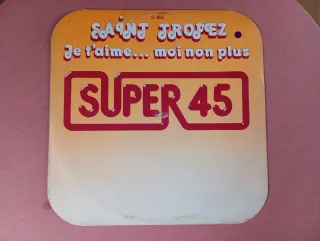 SAINT TROPEZ
Je t'aime... moi non plus
SUPER 45